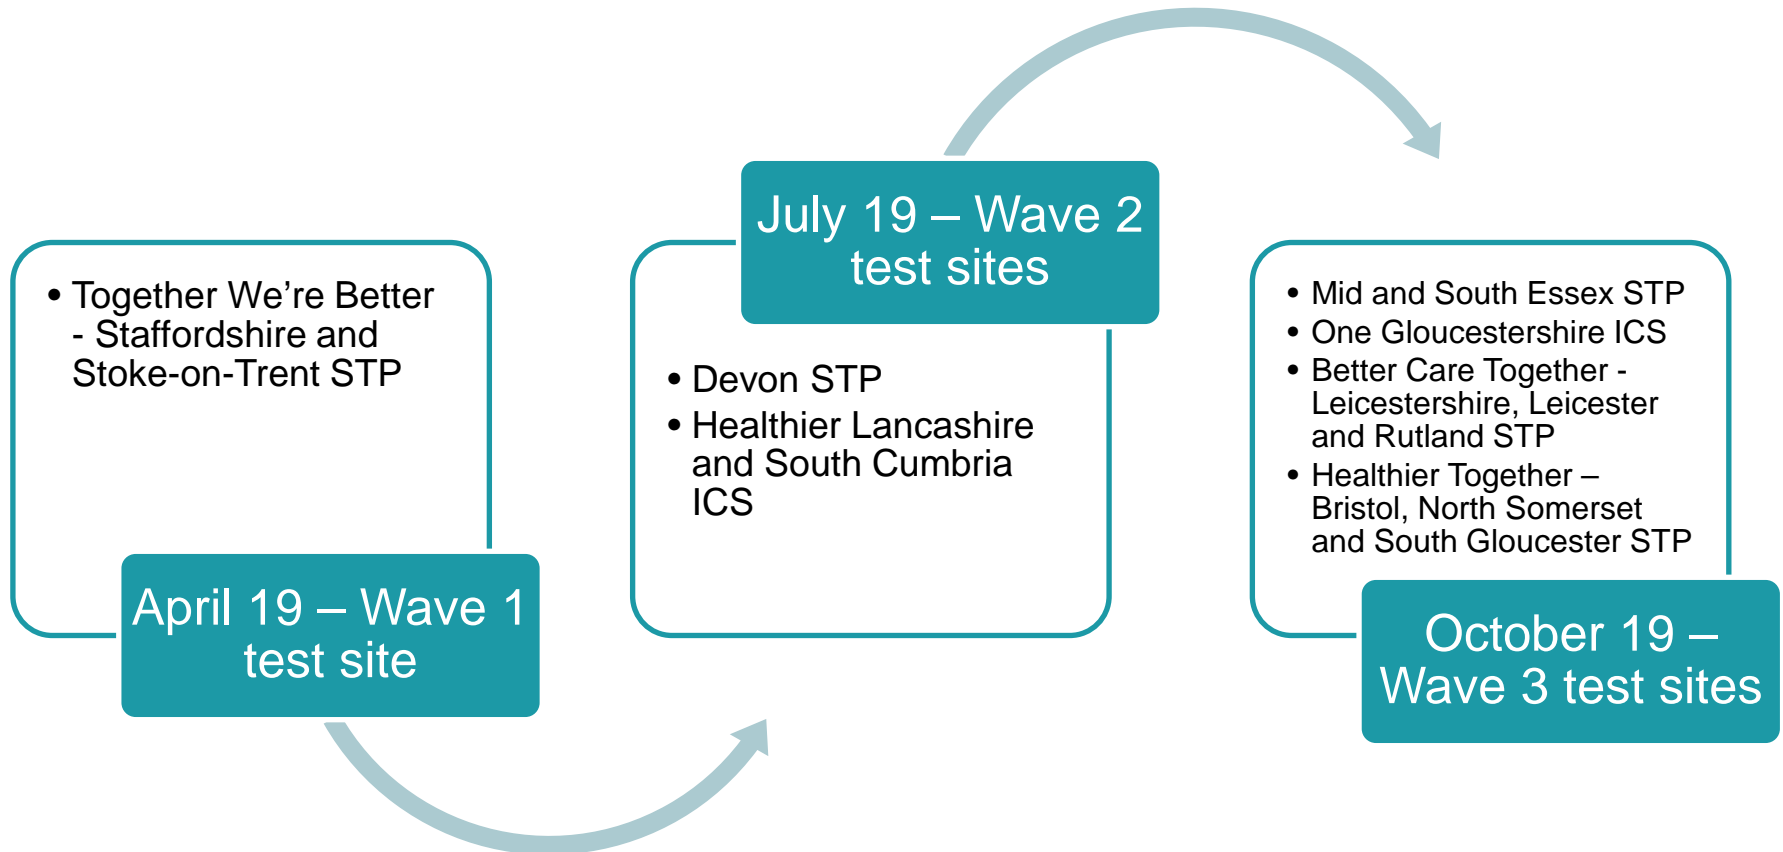 • Together We’re Better
- Staffordshire and
Stoke-on-Trent STP
April 19 – Wave 1
test site
July 19 – Wave 2
test sites
• Devon STP
• Healthier Lancashire
and South Cumbria
ICS
• Mid and South Essex STP
• One Gloucestershire ICS
• Better Care Together -
Leicestershire, Leicester
and Rutland STP
• Healthier Together –
Bristol, North Somerset
and South Gloucester STP
October 19 –
Wave 3 test sites